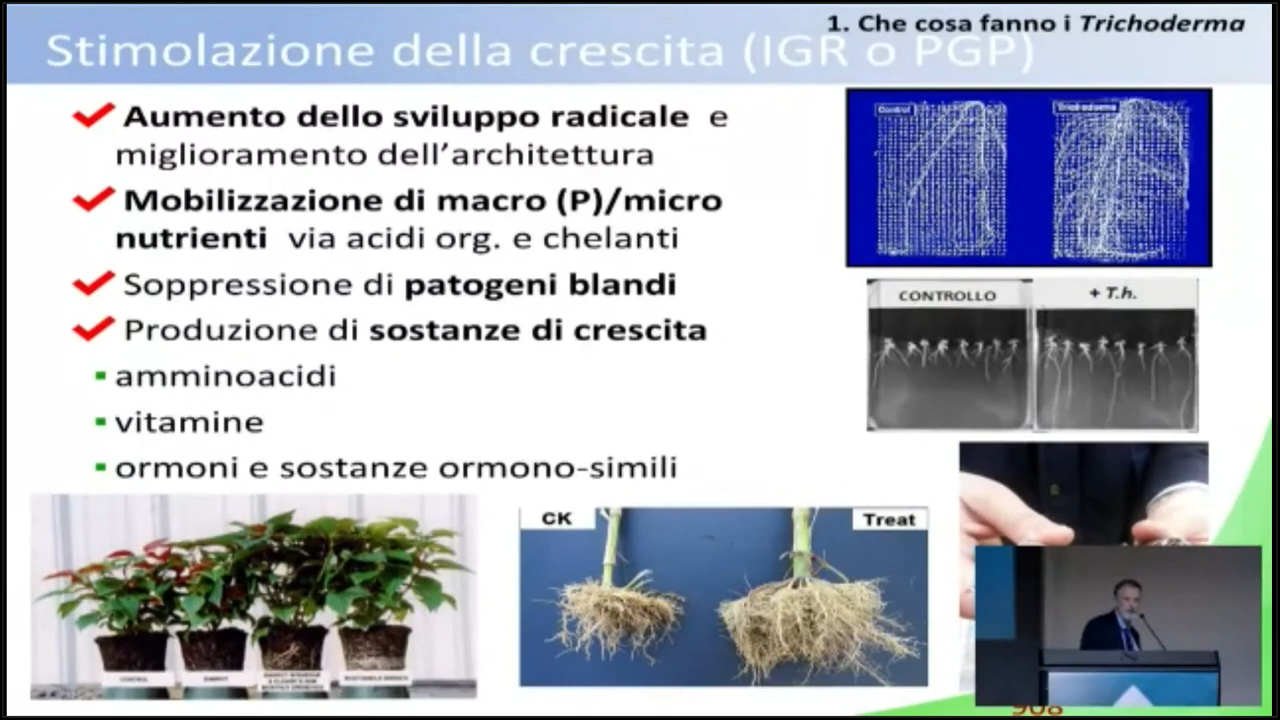 1. Che cosa fanno i Trichoderma
Stimolazione della crescita (IGR o PGP)
Aumento dello sviluppo radicale e
miglioramento dell'architettura
Mobilizzazione di macro (P)/micro
nutrienti via acidi org. e chelanti
Soppressione di patogeni blandi
Produzione di sostanze di crescita
amminoacidi
vitamine
ormoni e sostanze ormono-simili
Control
Trichoderma
CONTROLLO
+ T.h.
CK
Treat
CONTROL
908